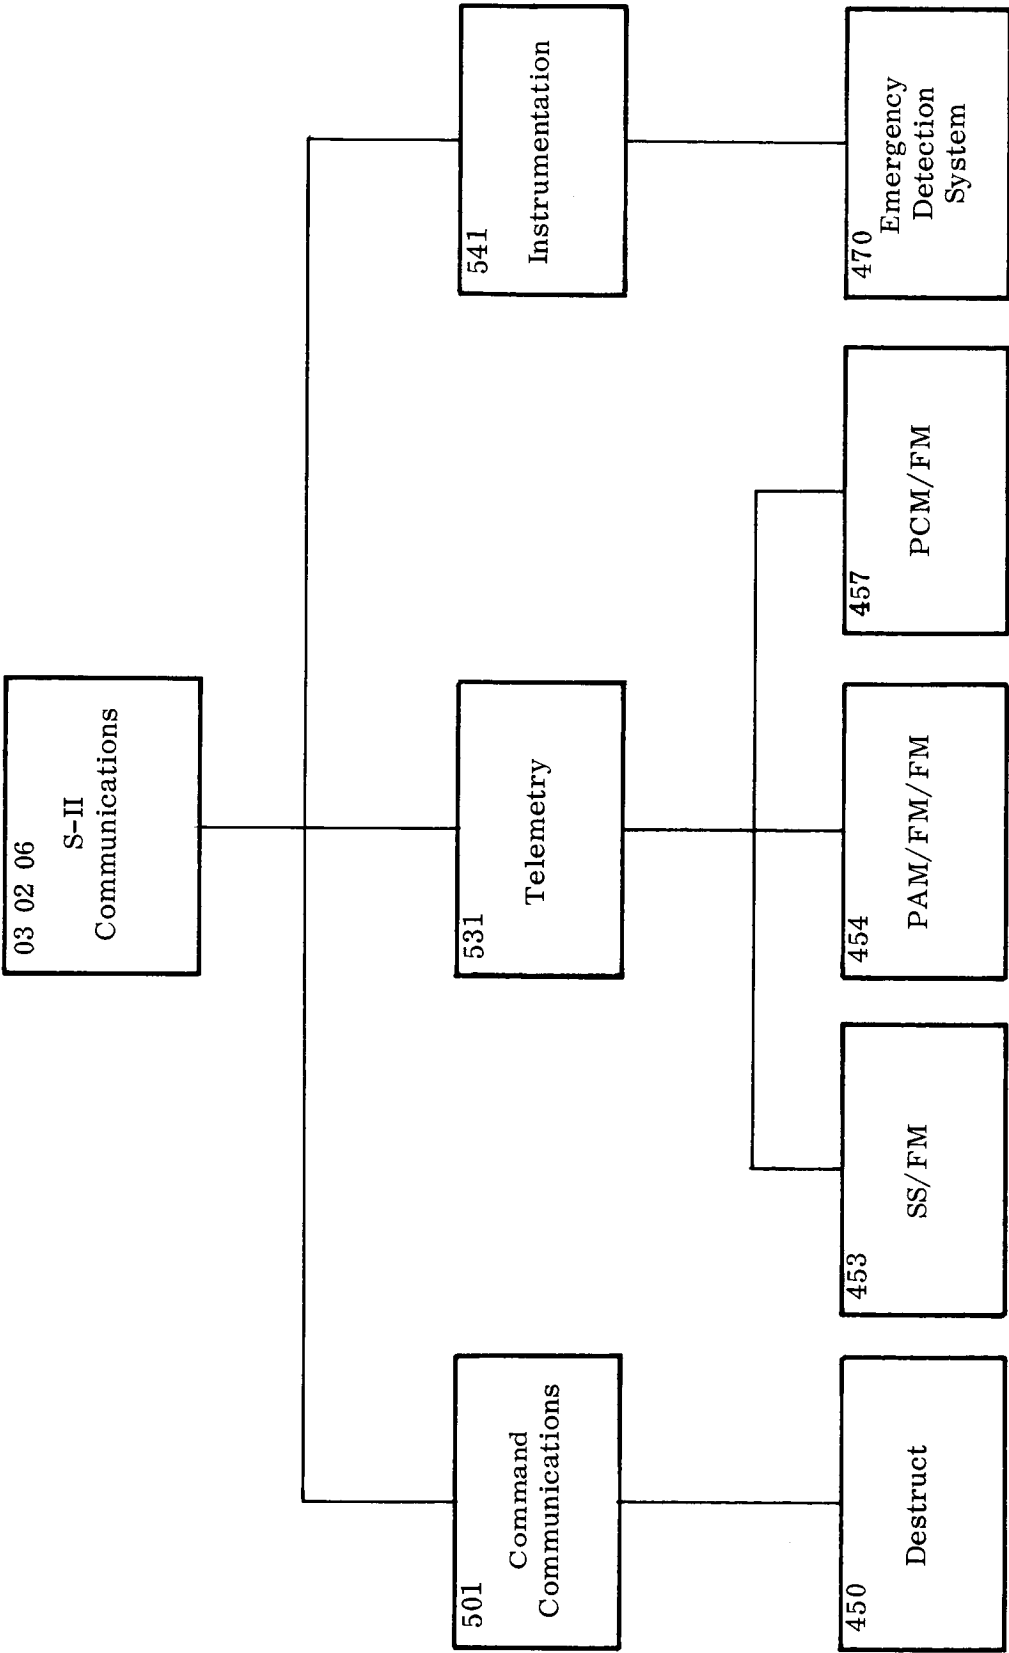 03 02 06
S-II
Communications
501
Command
Communications
531
Telemetry
541
Instrumentation
450
Destruct
453
SS/FM
454
PAM/FM/FM
457
PCM/FM
470
Emergency
Detection
System